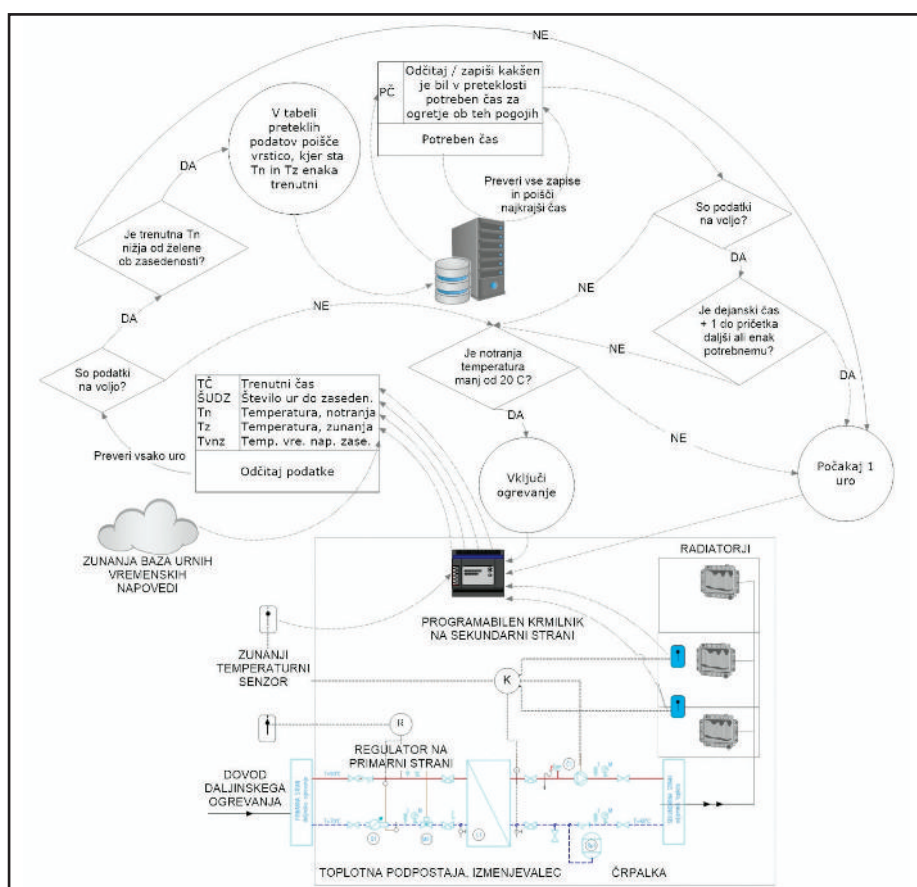 NE
V tabeli
preteklih
podatov poišče
vrstico, kjer sta
Tn in Tz enaka
trenutni
PČ
Odčitaj / zapiši kakšen
je bil v preteklosti
potreben čas za
ogretje ob teh pogojih
Potreben čas
Preveri vse zapise
in poišči
najkrajši čas
DA
Je trenutna Tn
nižja od želene
ob zasedenosti?
So podatki
na voljo?
DA
NE
Je dejanski čas
+ 1 do pričetka
daljši ali enak
potrebnemu?
DA
NE
NE
DA
So podatki
na voljo?
Je notranja
temperatura
manj od 20 C?
DA
NE
TČ Trenutni čas
ŠUDZ Število ur do zaseden.
Tn Temperatura, notranja
Tz Temperatura, zunanja
Tvnz Temp. vre. nap. zase.
Odčitaj podatke
Preveri vsako uro
Vključi
ogrevanje
Počakaj 1
uro
ZUNANJA BAZA URNIH
VREMENSKIH
NAPOVEDI
RADIATORJI
PROGRAMABILEN KRMILNIK
NA SEKUNDARNI STRANI
ZUNANJI
TEMPERATURNI
SENZOR
K
R
REGULATOR NA
PRIMARNI STRANI
DOVOD
DALJINSKEGA
OGREVANJA
TOPLOTNA PODPOSTAJA, IZMENJEVALEC
ČRPALKA